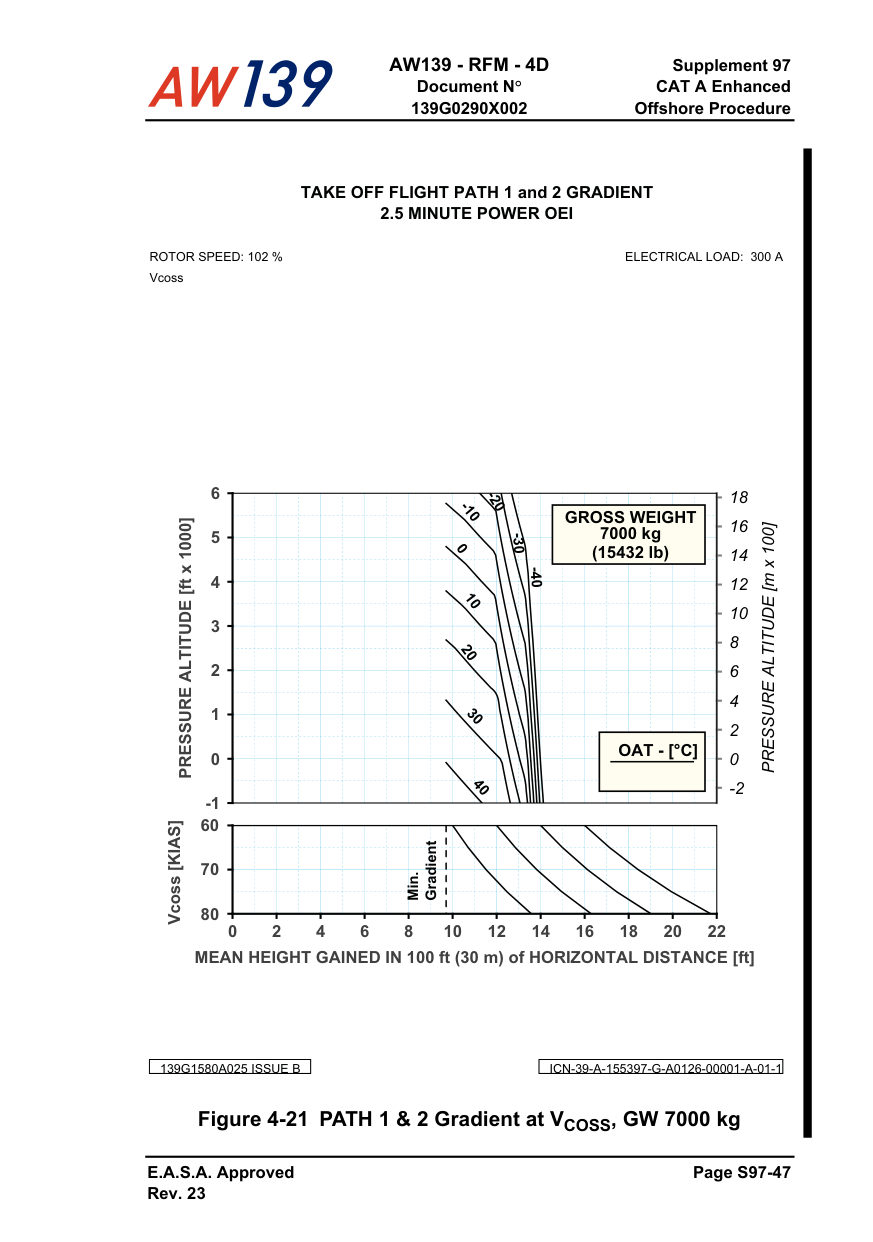 AW139
AW139 - RFM - 4D
Document N°
139G0290X002
Supplement 97
CAT A Enhanced
Offshore Procedure
TAKE OFF FLIGHT PATH 1 and 2 GRADIENT
2.5 MINUTE POWER OEI
ROTOR SPEED: 102 %
ELECTRICAL LOAD: 300 A
Vcoss
PRESSURE ALTITUDE [ft x 1000]
6
5
4
3
2
1
0
-1
-10
-20
0
-30
-40
10
20
30
40
GROSS WEIGHT
7000 kg
(15432 lb)
OAT - [°C]
18
16
14
12
10
8
6
4
2
0
-2
PRESSURE ALTITUDE [m x 100]
Vcoss [KIAS]
60
70
80
Min.
Gradient
0 2 4 6 8 10 12 14 16 18 20 22
MEAN HEIGHT GAINED IN 100 ft (30 m) of HORIZONTAL DISTANCE [ft]
139G1580A025 ISSUE B
ICN-39-A-155397-G-A0126-00001-A-01-1
Figure 4-21 PATH 1 & 2 Gradient at VCOSS, GW 7000 kg
E.A.S.A. Approved
Rev. 23
Page S97-47